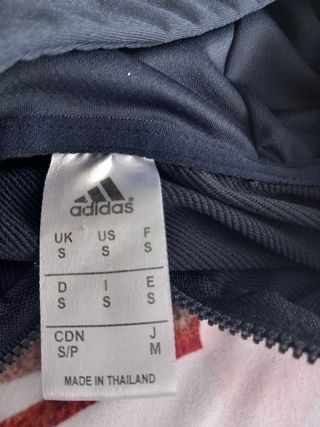 adidas
UK US F
S S S
D I E
S S S
CDN J
S/P M
MADE IN THAILAND